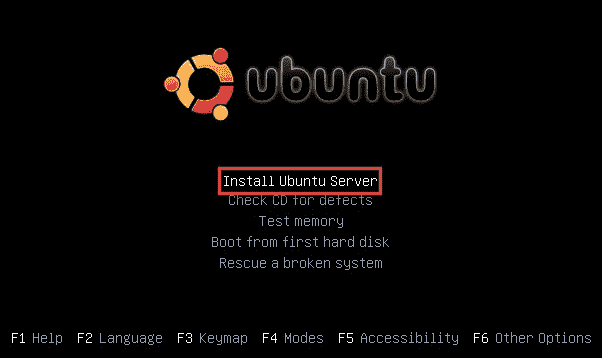 ubuntu
Install Ubuntu Server
Check CD for defects
Test memory
Boot from first hard disk
Rescue a broken system
F1 Help F2 Language F3 Keymap F4 Modes F5 Accessibility F6 Other Options